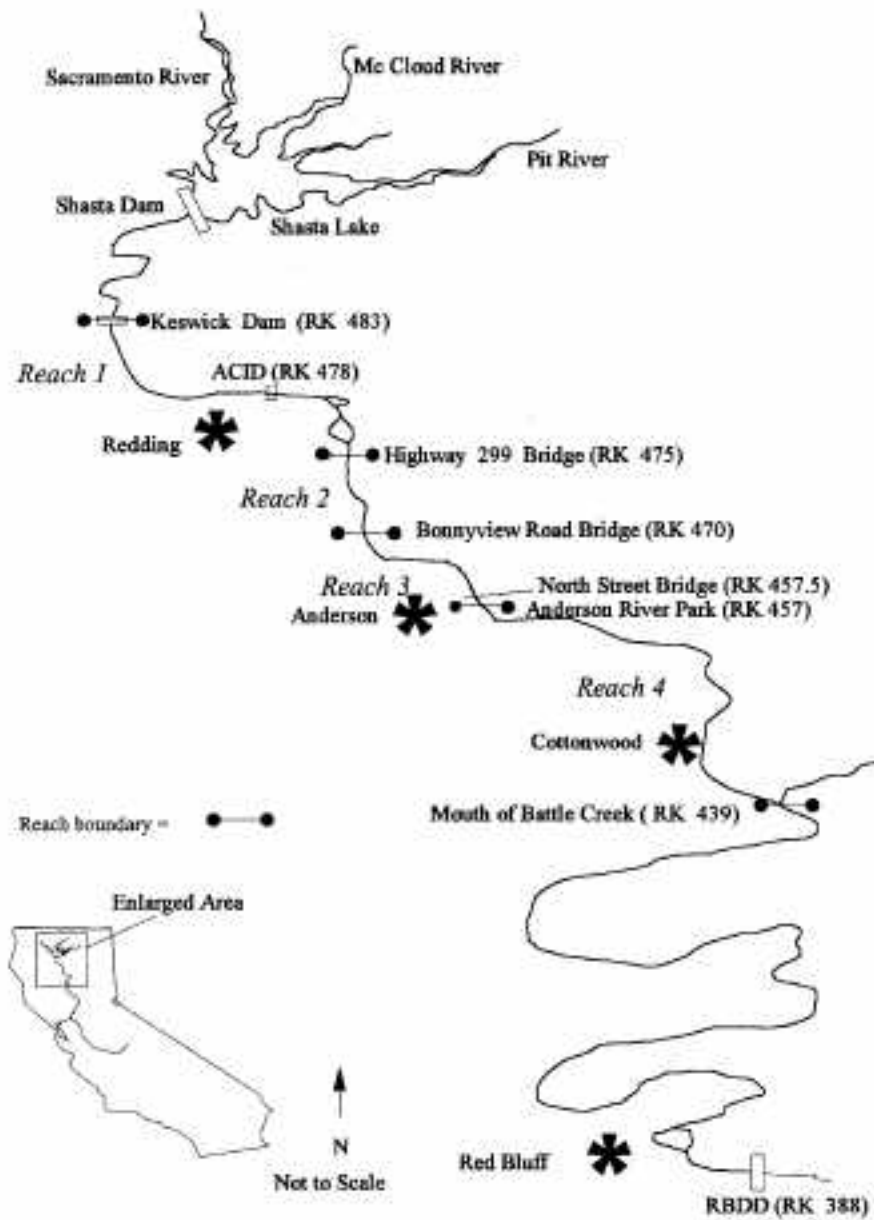 Sacramento River
Mc Cloud River
Pit River
Shasta Dam
Shasta Lake
Keswick Dam (RK 483)
Reach 1
ACID (RK 478)
Redding
Highway 299 Bridge (RK 475)
Reach 2
Bonnyview Road Bridge (RK 470)
Reach 3
North Street Bridge (RK 457.5)
Anderson
Anderson River Park (RK 457)
Reach 4
Cottonwood
Mouth of Battle Creek ( RK 439)
Reach boundary =
Enlarged Area
N
Not to Scale
Red Bluff
RBDD (RK 388)